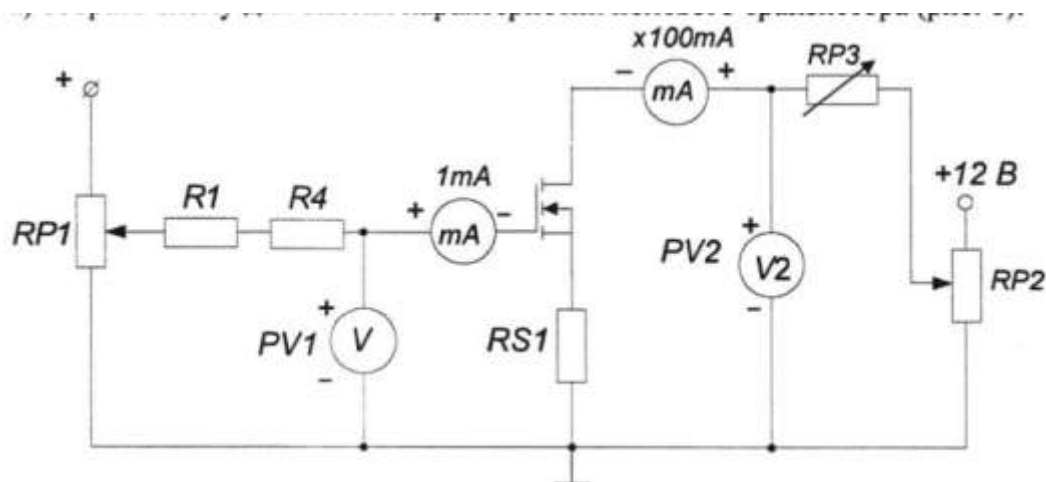 x100mA
RP3
+
–
mA
+
1mA
+12 В
R1
R4
+
–
mA
RP1
PV2
+
V2
–
RP2
+
PV1
V
–
RS1